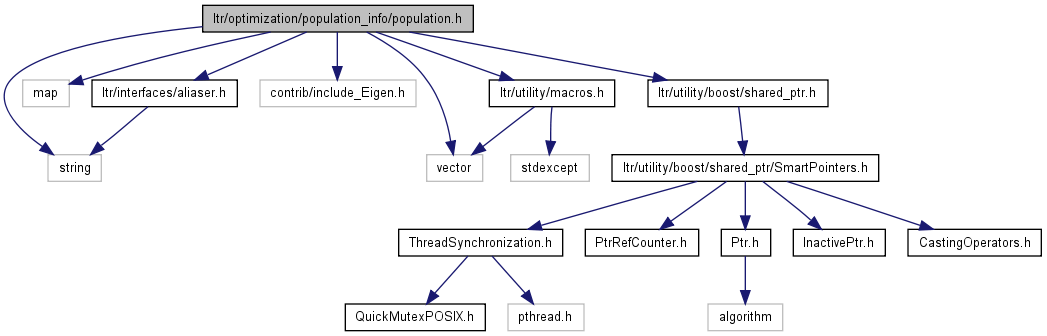 ltr/optimization/population_info/population.h
map
ltr/interfaces/aliaser.h
contrib/include_Eigen.h
ltr/utility/macros.h
ltr/utility/boost/shared_ptr.h
string
vector
stdexcept
ltr/utility/boost/shared_ptr/SmartPointers.h
ThreadSynchronization.h
PtrRefCounter.h
Ptr.h
InactivePtr.h
CastingOperators.h
QuickMutexPOSIX.h
pthread.h
algorithm